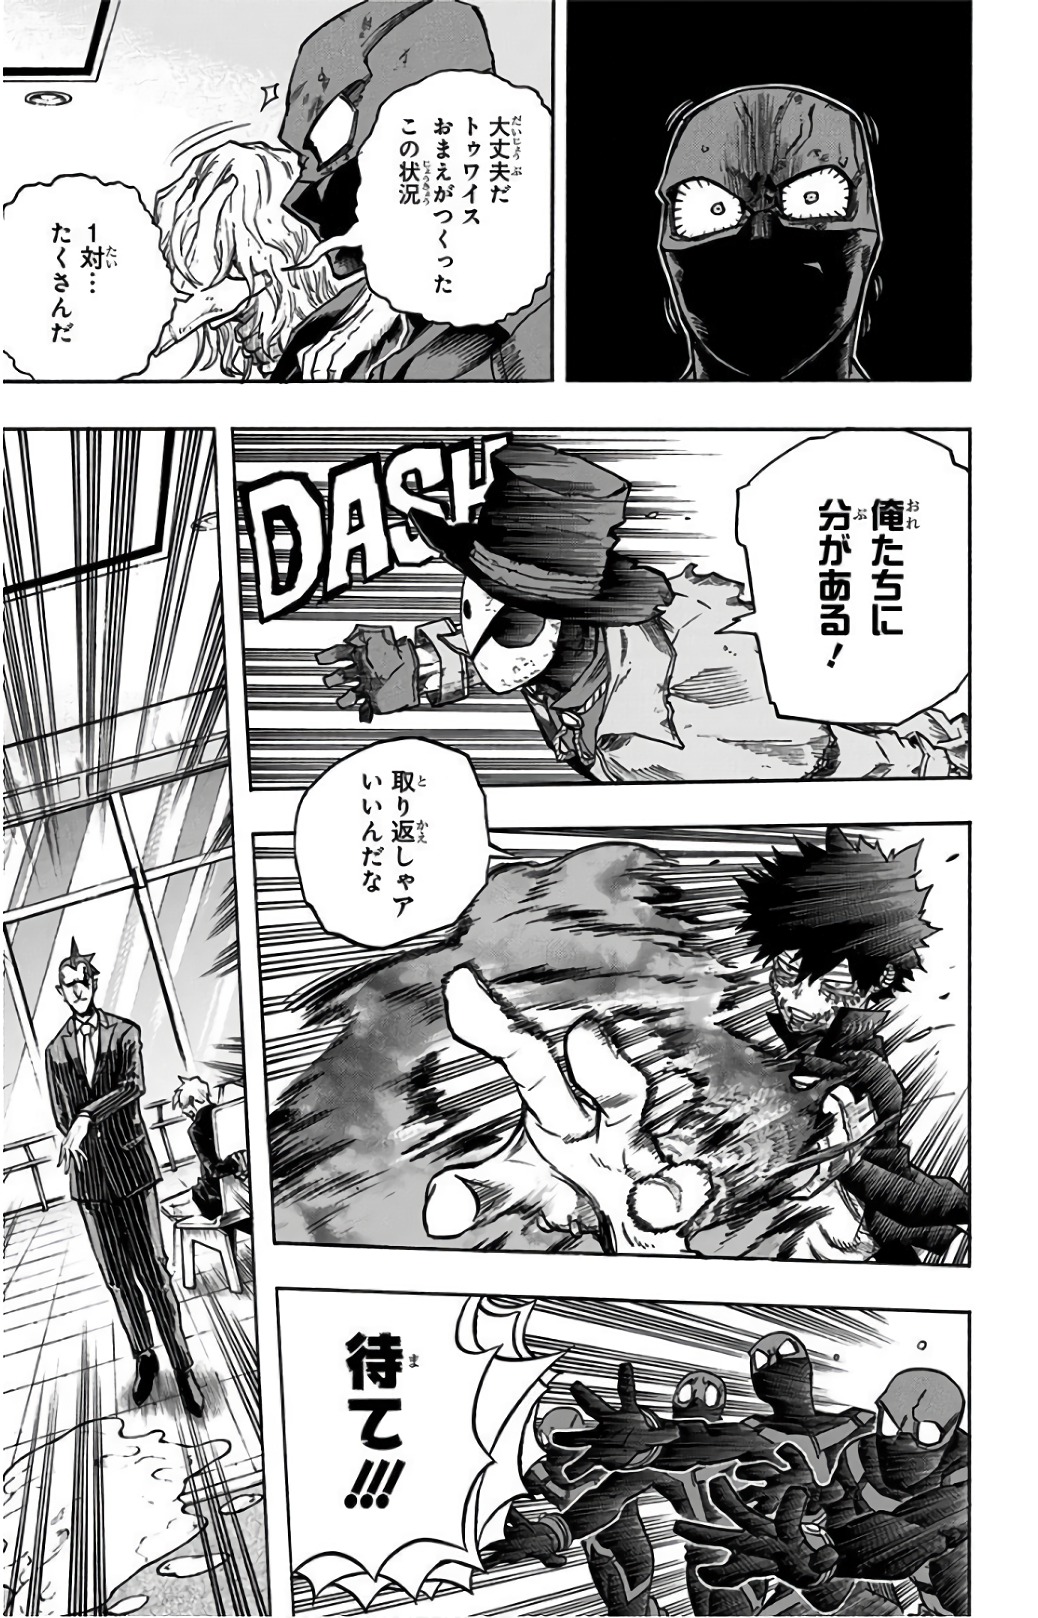 大丈夫だ
トゥワイス
おまえがつくった
この状況
1対…
たくさんだ
俺たちに
分がある！
DASH
取り返しゃア
いいんだな
待て!!!